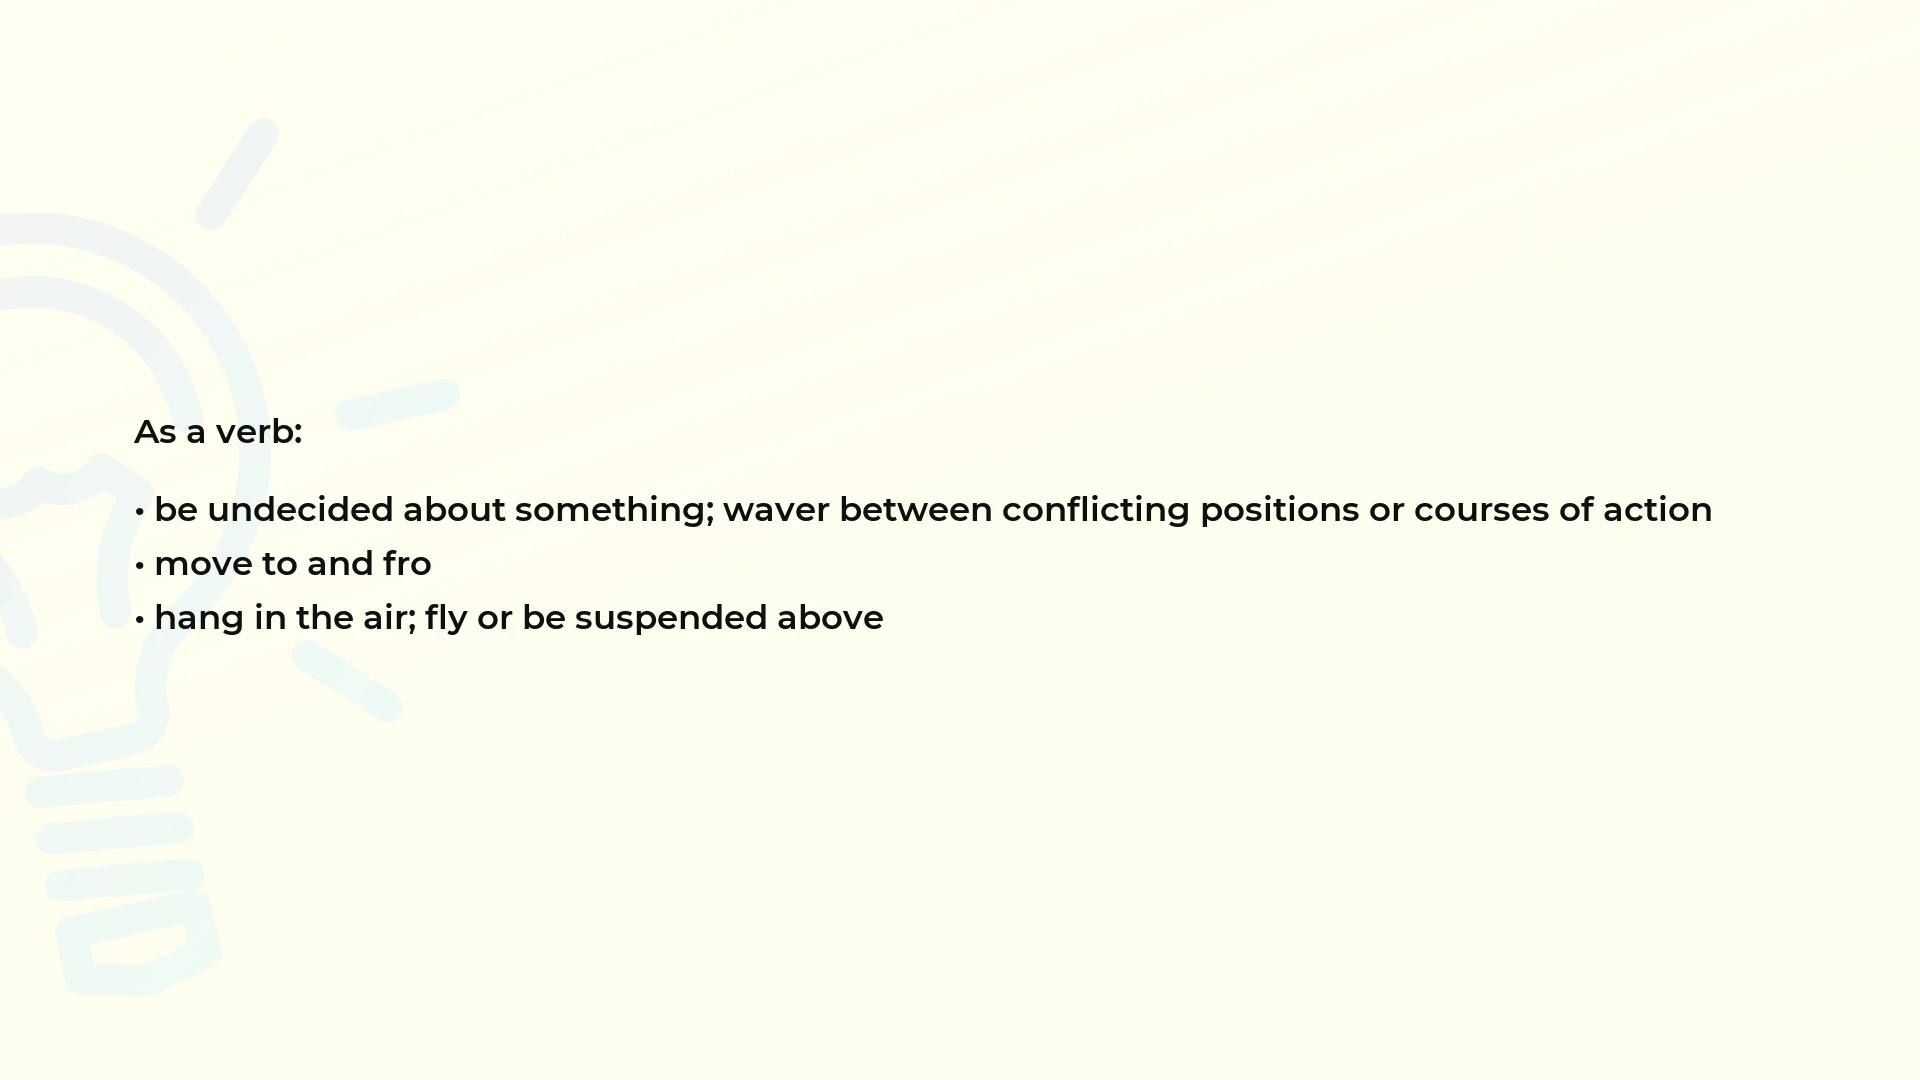 As a verb:
• be undecided about something; waver between conflicting positions or courses of action
• move to and fro
• hang in the air; fly or be suspended above